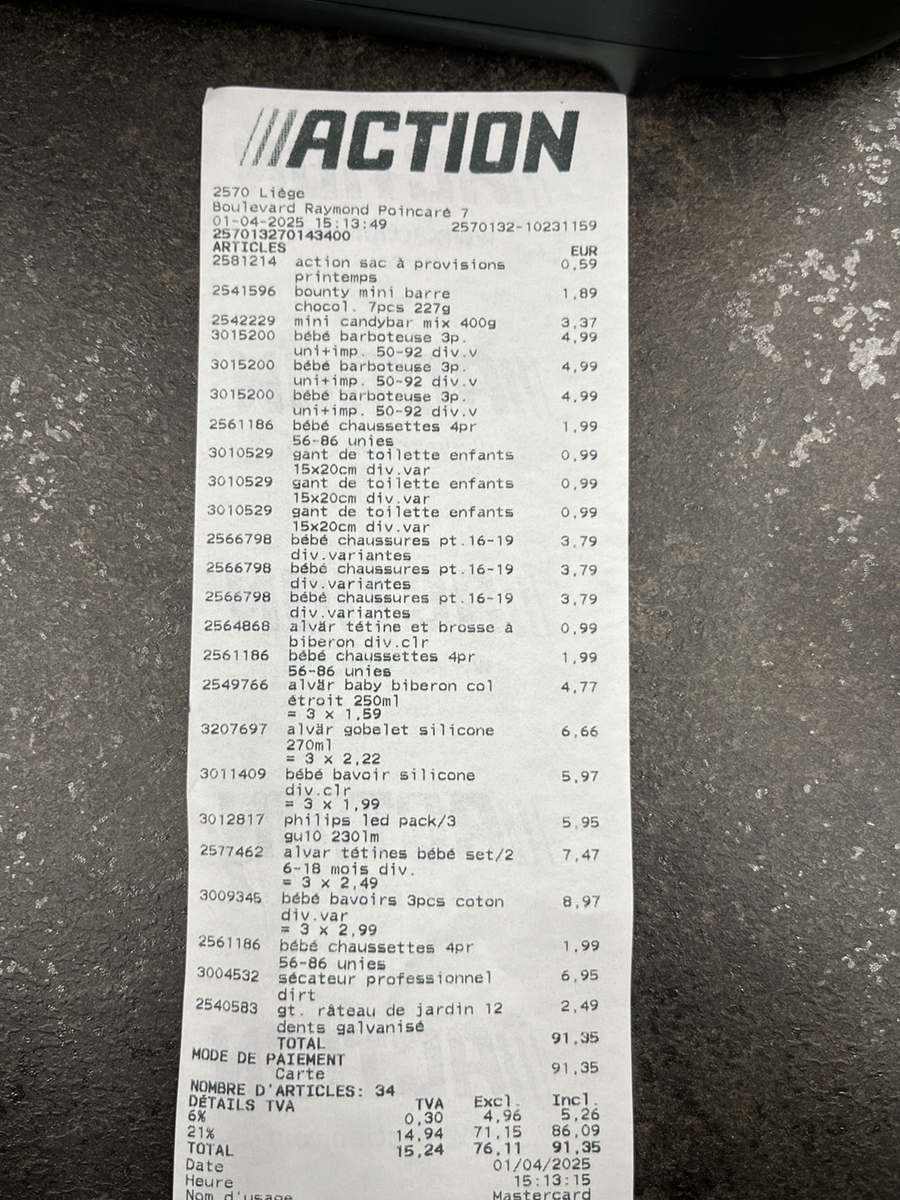 ///ACTION
2570 Liège
Boulevard Raymond Poincaré 7
01-04-2025 15:13:49 2570132-10231159
257013270143400
ARTICLES EUR
2581214 action sac à provisions 0,59
printemps
2541596 bounty mini barre 1,89
chocol. 7pcs 227g
2542229 mini candybar mix 400g 3,37
3015200 bébé barboteuse 3p. 4,99
uni+imp. 50-92 div.v
3015200 bébé barboteuse 3p. 4,99
uni+imp. 50-92 div.v
3015200 bébé barboteuse 3p. 4,99
uni+imp. 50-92 div.v
2561186 bébé chaussettes 4pr 1,99
56-86 unies
3010529 gant de toilette enfants 0,99
15x20cm div.var
3010529 gant de toilette enfants 0,99
15x20cm div.var
3010529 gant de toilette enfants 0,99
15x20cm div.var
2566798 bébé chaussures pt.16-19 3,79
div.variantes
2566798 bébé chaussures pt.16-19 3,79
div.variantes
2566798 bébé chaussures pt.16-19 3,79
div.variantes
2564868 alvär tétine et brosse à 0,99
biberon div.clr
2561186 bébé chaussettes 4pr 1,99
56-86 unies
2549766 alvär baby biberon col 4,77
étroit 250ml
= 3 x 1,59
3207697 alvär gobelet silicone 6,66
270ml
= 3 x 2,22
3011409 bébé bavoir silicone 5,97
div.clr
= 3 x 1,99
3012817 philips led pack/3 5,95
gu10 230lm
2577462 alvar tétines bébé set/2 7,47
6-18 mois div.
= 3 x 2,49
3009345 bébé bavoirs 3pcs coton 8,97
div.var
= 3 x 2,99
2561186 bébé chaussettes 4pr 1,99
56-86 unies
3004532 sécateur professionnel 6,95
dirt
2540583 gt. râteau de jardin 12 2,49
dents galvanisé
TOTAL 91,35
MODE DE PAIEMENT
Carte 91,35
NOMBRE D'ARTICLES: 34
DÉTAILS TVA TVA Excl. Incl.
6% 0,30 4,96 5,26
21% 14,94 71,15 86,09
TOTAL 15,24 76,11 91,35
Date 01/04/2025
Heure 15:13:15
Nom d'usage Mastercard